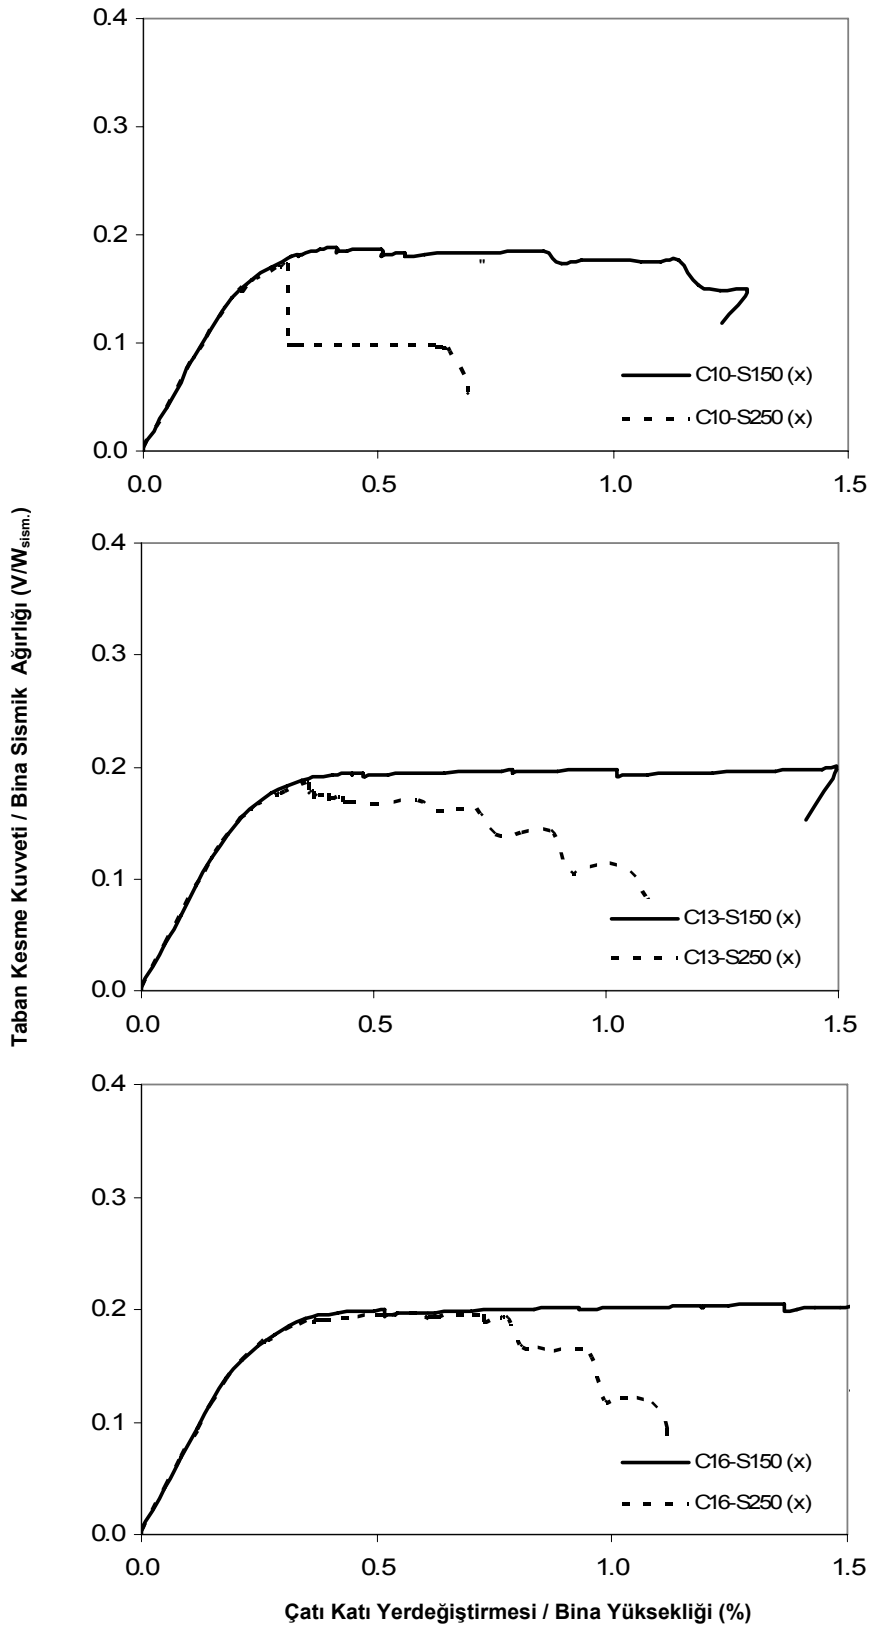 0.4
0.3
0.2
0.1
0.0
C10-S150 (x)
C10-S250 (x)
0.0 0.5 1.0 1.5
Taban Kesme Kuvveti / Bina Sismik Ağırlığı (V/Wsism.)
0.4
0.3
0.2
0.1
0.0
C13-S150 (x)
C13-S250 (x)
0.0 0.5 1.0 1.5
0.4
0.3
0.2
0.1
0.0
C16-S150 (x)
C16-S250 (x)
0.0 0.5 1.0 1.5
Çatı Katı Yerdeğiştirmesi / Bina Yüksekliği (%)